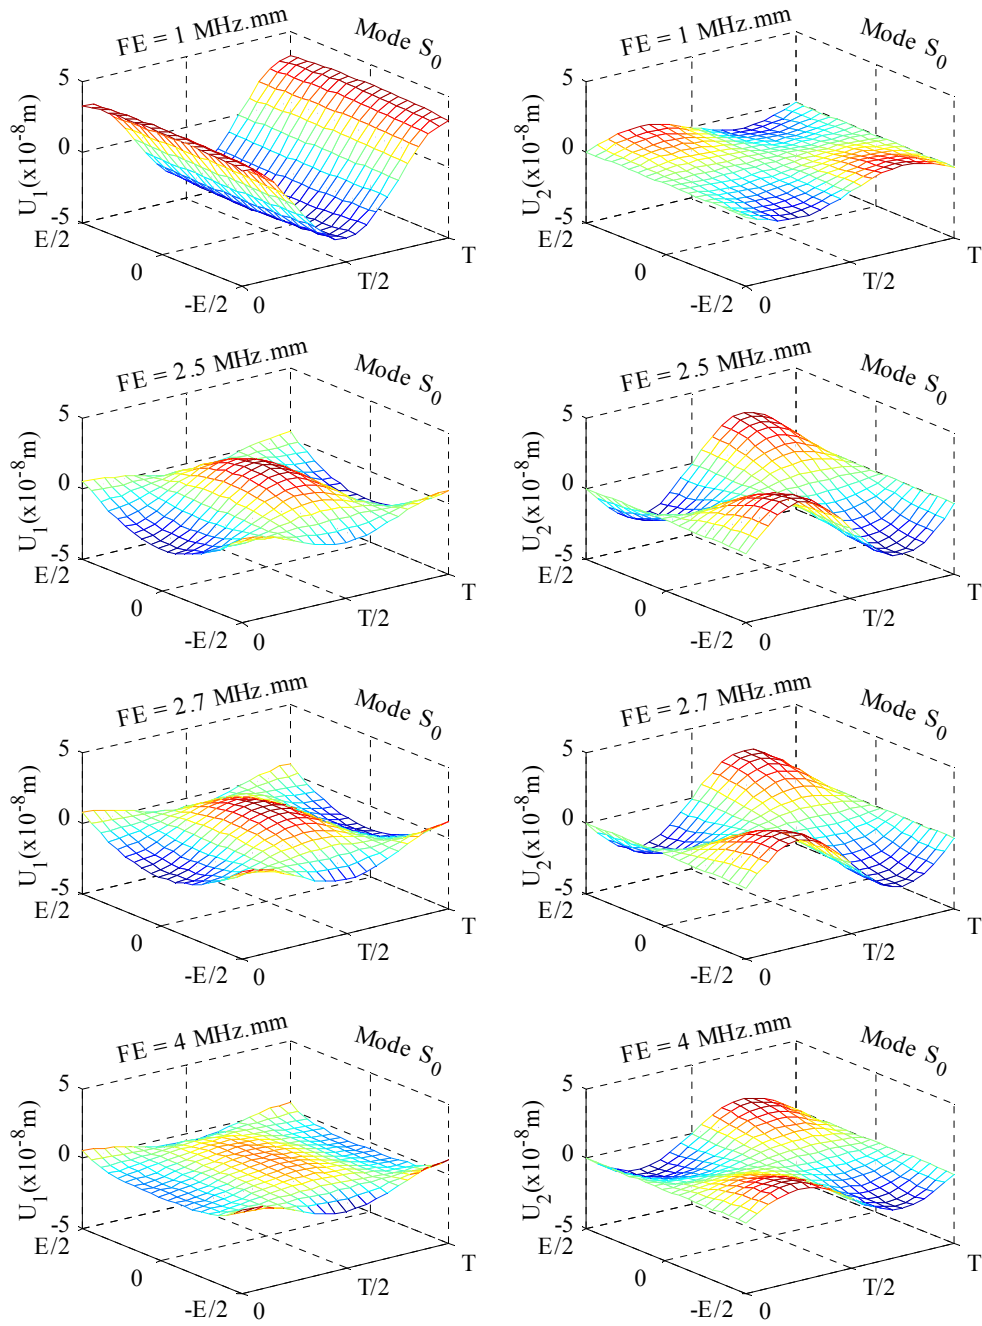 FE = 1 MHz.mm
Mode S0
5
0
-5
U1(x10-8m)
E/2
0
-E/2
0
T/2
T
FE = 1 MHz.mm
Mode S0
5
0
-5
U2(x10-8m)
E/2
0
-E/2
0
T/2
T
FE = 2.5 MHz.mm
Mode S0
5
0
-5
U1(x10-8m)
E/2
0
-E/2
0
T/2
T
FE = 2.5 MHz.mm
Mode S0
5
0
-5
U2(x10-8m)
E/2
0
-E/2
0
T/2
T
FE = 2.7 MHz.mm
Mode S0
5
0
-5
U1(x10-8m)
E/2
0
-E/2
0
T/2
T
FE = 2.7 MHz.mm
Mode S0
5
0
-5
U2(x10-8m)
E/2
0
-E/2
0
T/2
T
FE = 4 MHz.mm
Mode S0
5
0
-5
U1(x10-8m)
E/2
0
-E/2
0
T/2
T
FE = 4 MHz.mm
Mode S0
5
0
-5
U2(x10-8m)
E/2
0
-E/2
0
T/2
T